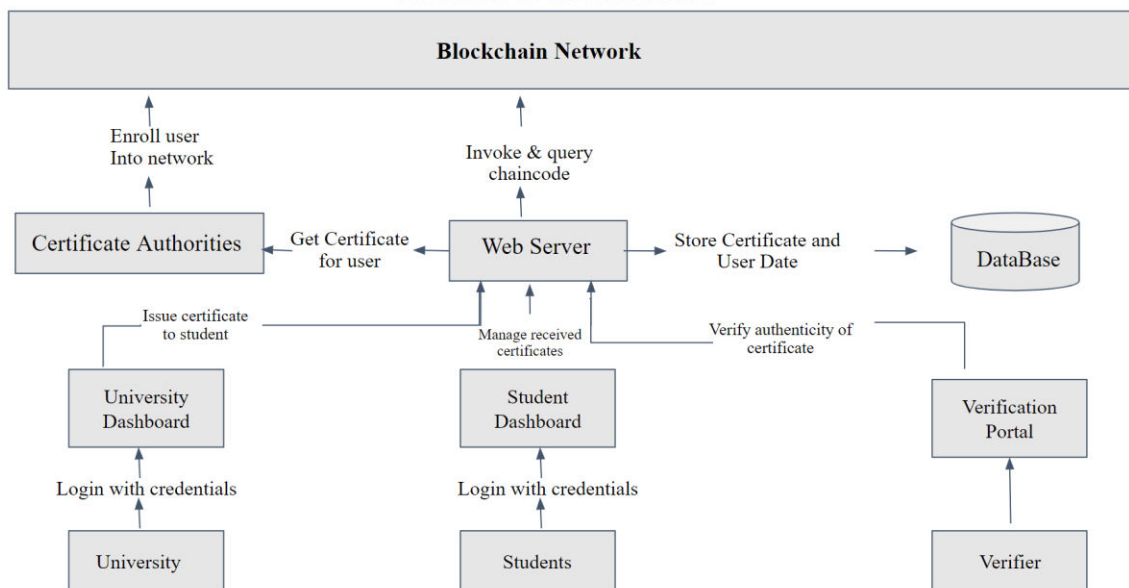 Blockchain Network
Enroll user
Into network
Invoke & query
chaincode
Certificate Authorities
Get Certificate
for user
Web Server
Store Certificate and
User Date
DataBase
Issue certificate
to student
Manage received
certificates
Verify authenticity of
certificate
University
Dashboard
Student
Dashboard
Verification
Portal
Login with credentials
Login with credentials
University
Students
Verifier